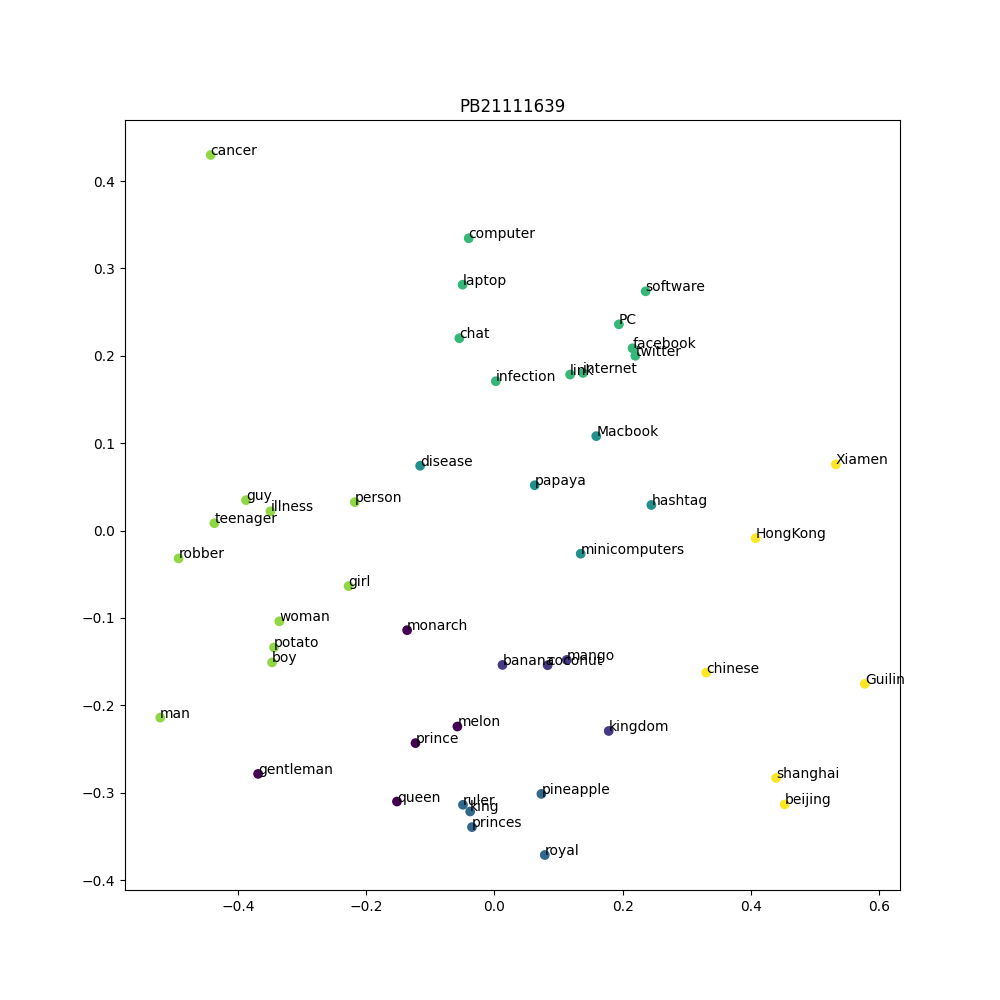 PB21111639
cancer
0.4
computer
0.3
laptop
software
PC
chat
facebook
twitter
0.2
link
internet
infection
0.1
Macbook
disease
Xiamen
papaya
guy
person
hashtag
illness
teenager
0.0
HongKong
robber
minicomputers
girl
−0.1
woman
monarch
potato
boy
banana
coconut
mango
chinese
Guilin
−0.2
man
melon
kingdom
prince
gentleman
shanghai
pineapple
−0.3
queen
ruler
king
beijing
princes
royal
−0.4
−0.4 −0.2 0.0 0.2 0.4 0.6